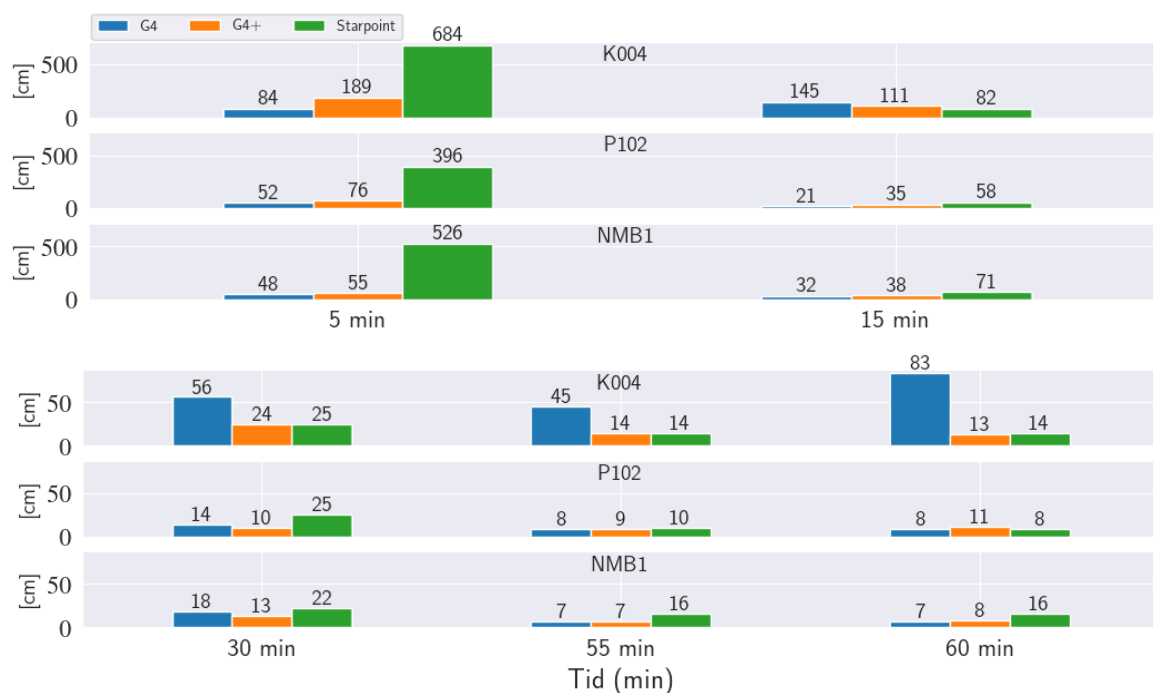 G4 G4+ Starpoint
K004
[cm] 500 0
84 189 684 145 111 82
P102
[cm] 500 0
52 76 396 21 35 58
NMB1
[cm] 500 0
48 55 526 32 38 71
5 min 15 min
K004
[cm] 50 0
56 24 25 45 14 14 83 13 14
P102
[cm] 50 0
14 10 25 8 9 10 8 11 8
NMB1
[cm] 50 0
18 13 22 7 7 16 7 8 16
30 min 55 min 60 min
Tid (min)